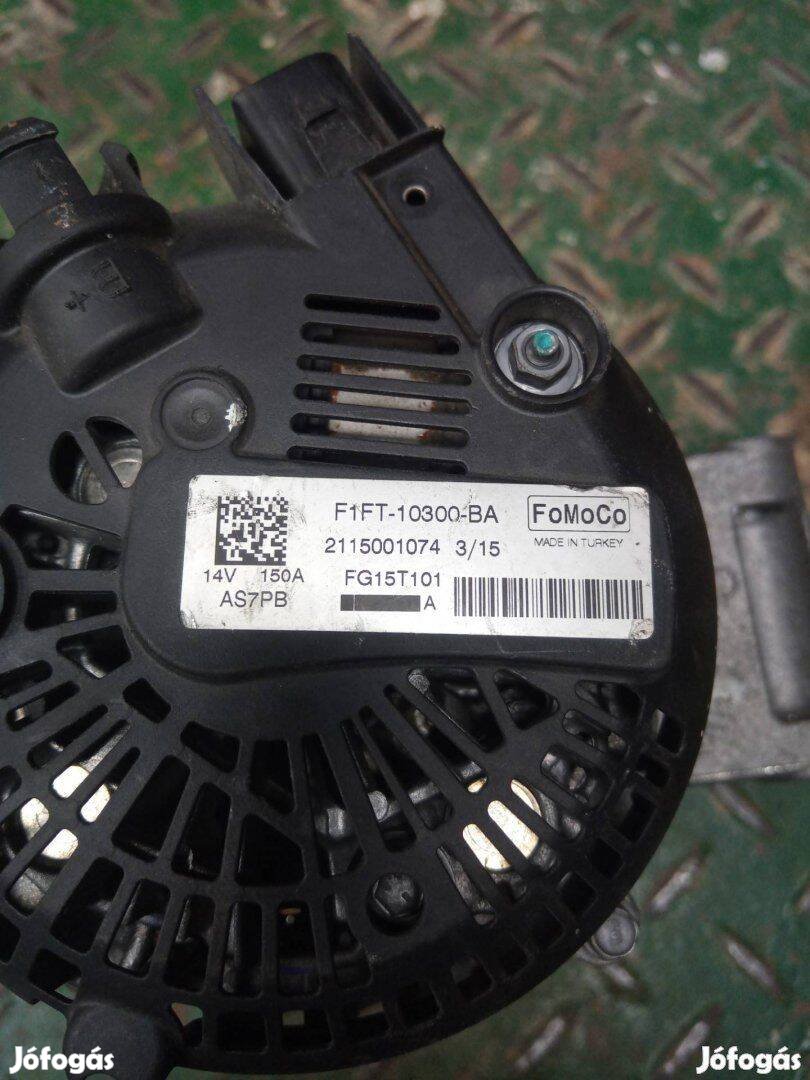 B+
F1FT-10300-BA
FoMoCo
2115001074 3/15
MADE IN TURKEY
14V 150A
FG15T101
AS7PB
A
Jófogás
Jófogás